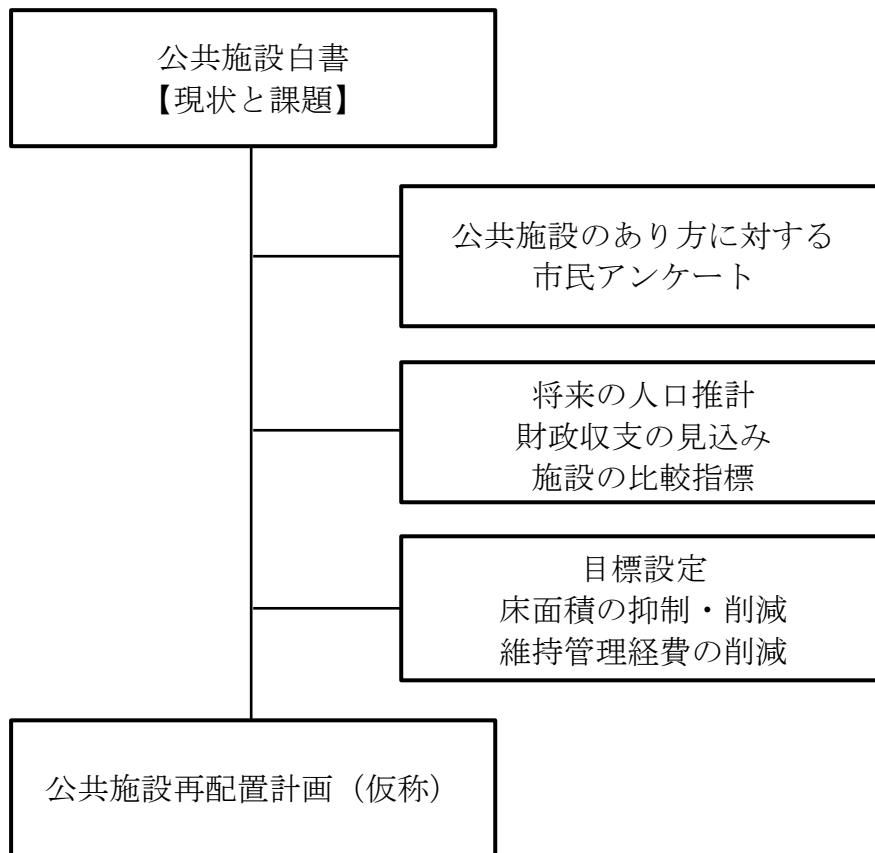 公共施設白書
【現状と課題】
公共施設のあり方に対する
市民アンケート
将来の人口推計
財政収支の見込み
施設の比較指標
目標設定
床面積の抑制・削減
維持管理経費の削減
公共施設再配置計画（仮称）